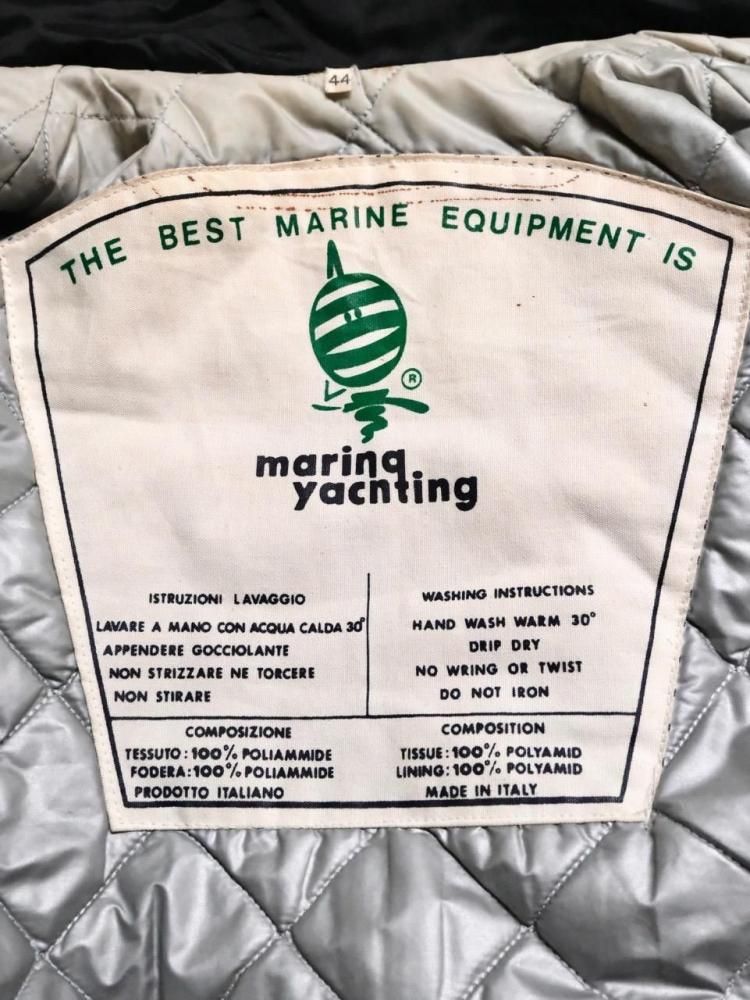 44
THE BEST MARINE EQUIPMENT IS
®
marina
yachting
ISTRUZIONI LAVAGGIO
LAVARE A MANO CON ACQUA CALDA 30°
APPENDERE GOCCIOLANTE
NON STRIZZARE NE TORCERE
NON STIRARE
WASHING INSTRUCTIONS
HAND WASH WARM 30°
DRIP DRY
NO WRING OR TWIST
DO NOT IRON
COMPOSIZIONE
TESSUTO: 100% POLIAMMIDE
FODERA: 100% POLIAMMIDE
PRODOTTO ITALIANO
COMPOSITION
TISSUE: 100% POLYAMID
LINING: 100% POLYAMID
MADE IN ITALY